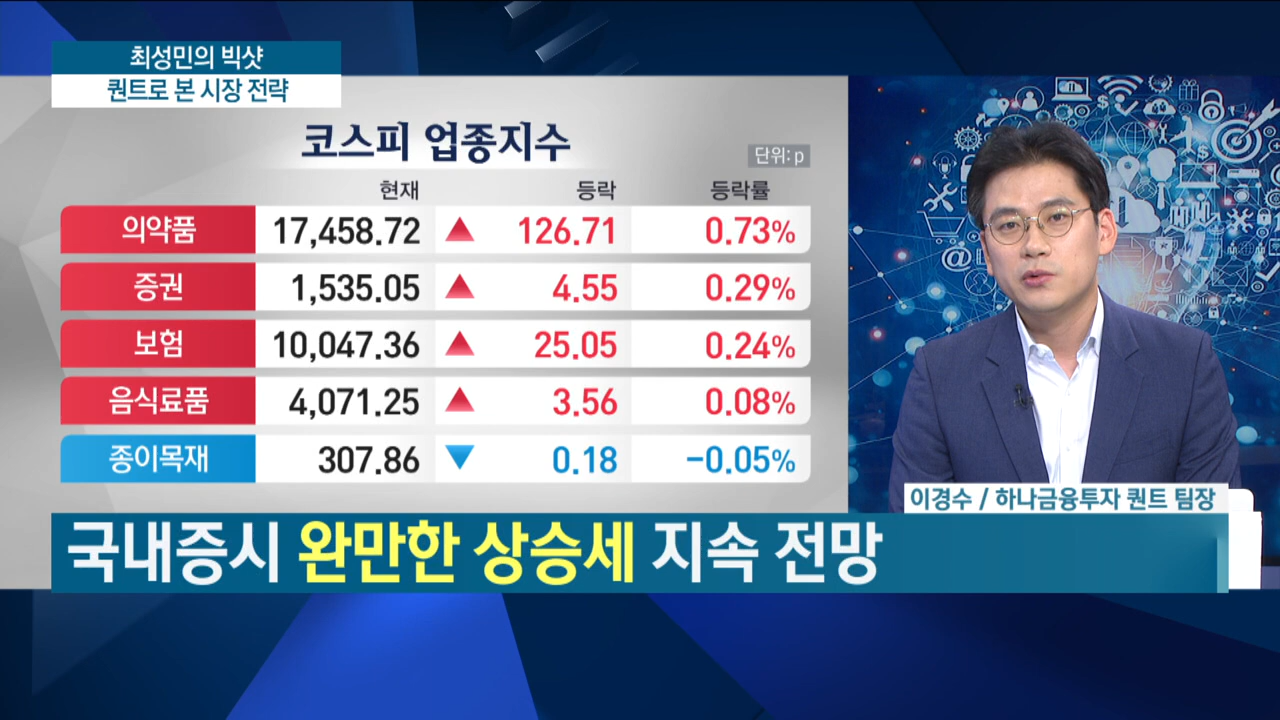 최성민의 빅샷
퀀트로 본 시장 전략
코스피 업종지수
단위:p
현재 등락 등락률
의약품 17,458.72 ▲ 126.71 0.73%
증권 1,535.05 ▲ 4.55 0.29%
보험 10,047.36 ▲ 25.05 0.24%
음식료품 4,071.25 ▲ 3.56 0.08%
종이목재 307.86 ▼ 0.18 -0.05%
이경수 / 하나금융투자 퀀트 팀장
국내증시 완만한 상승세 지속 전망